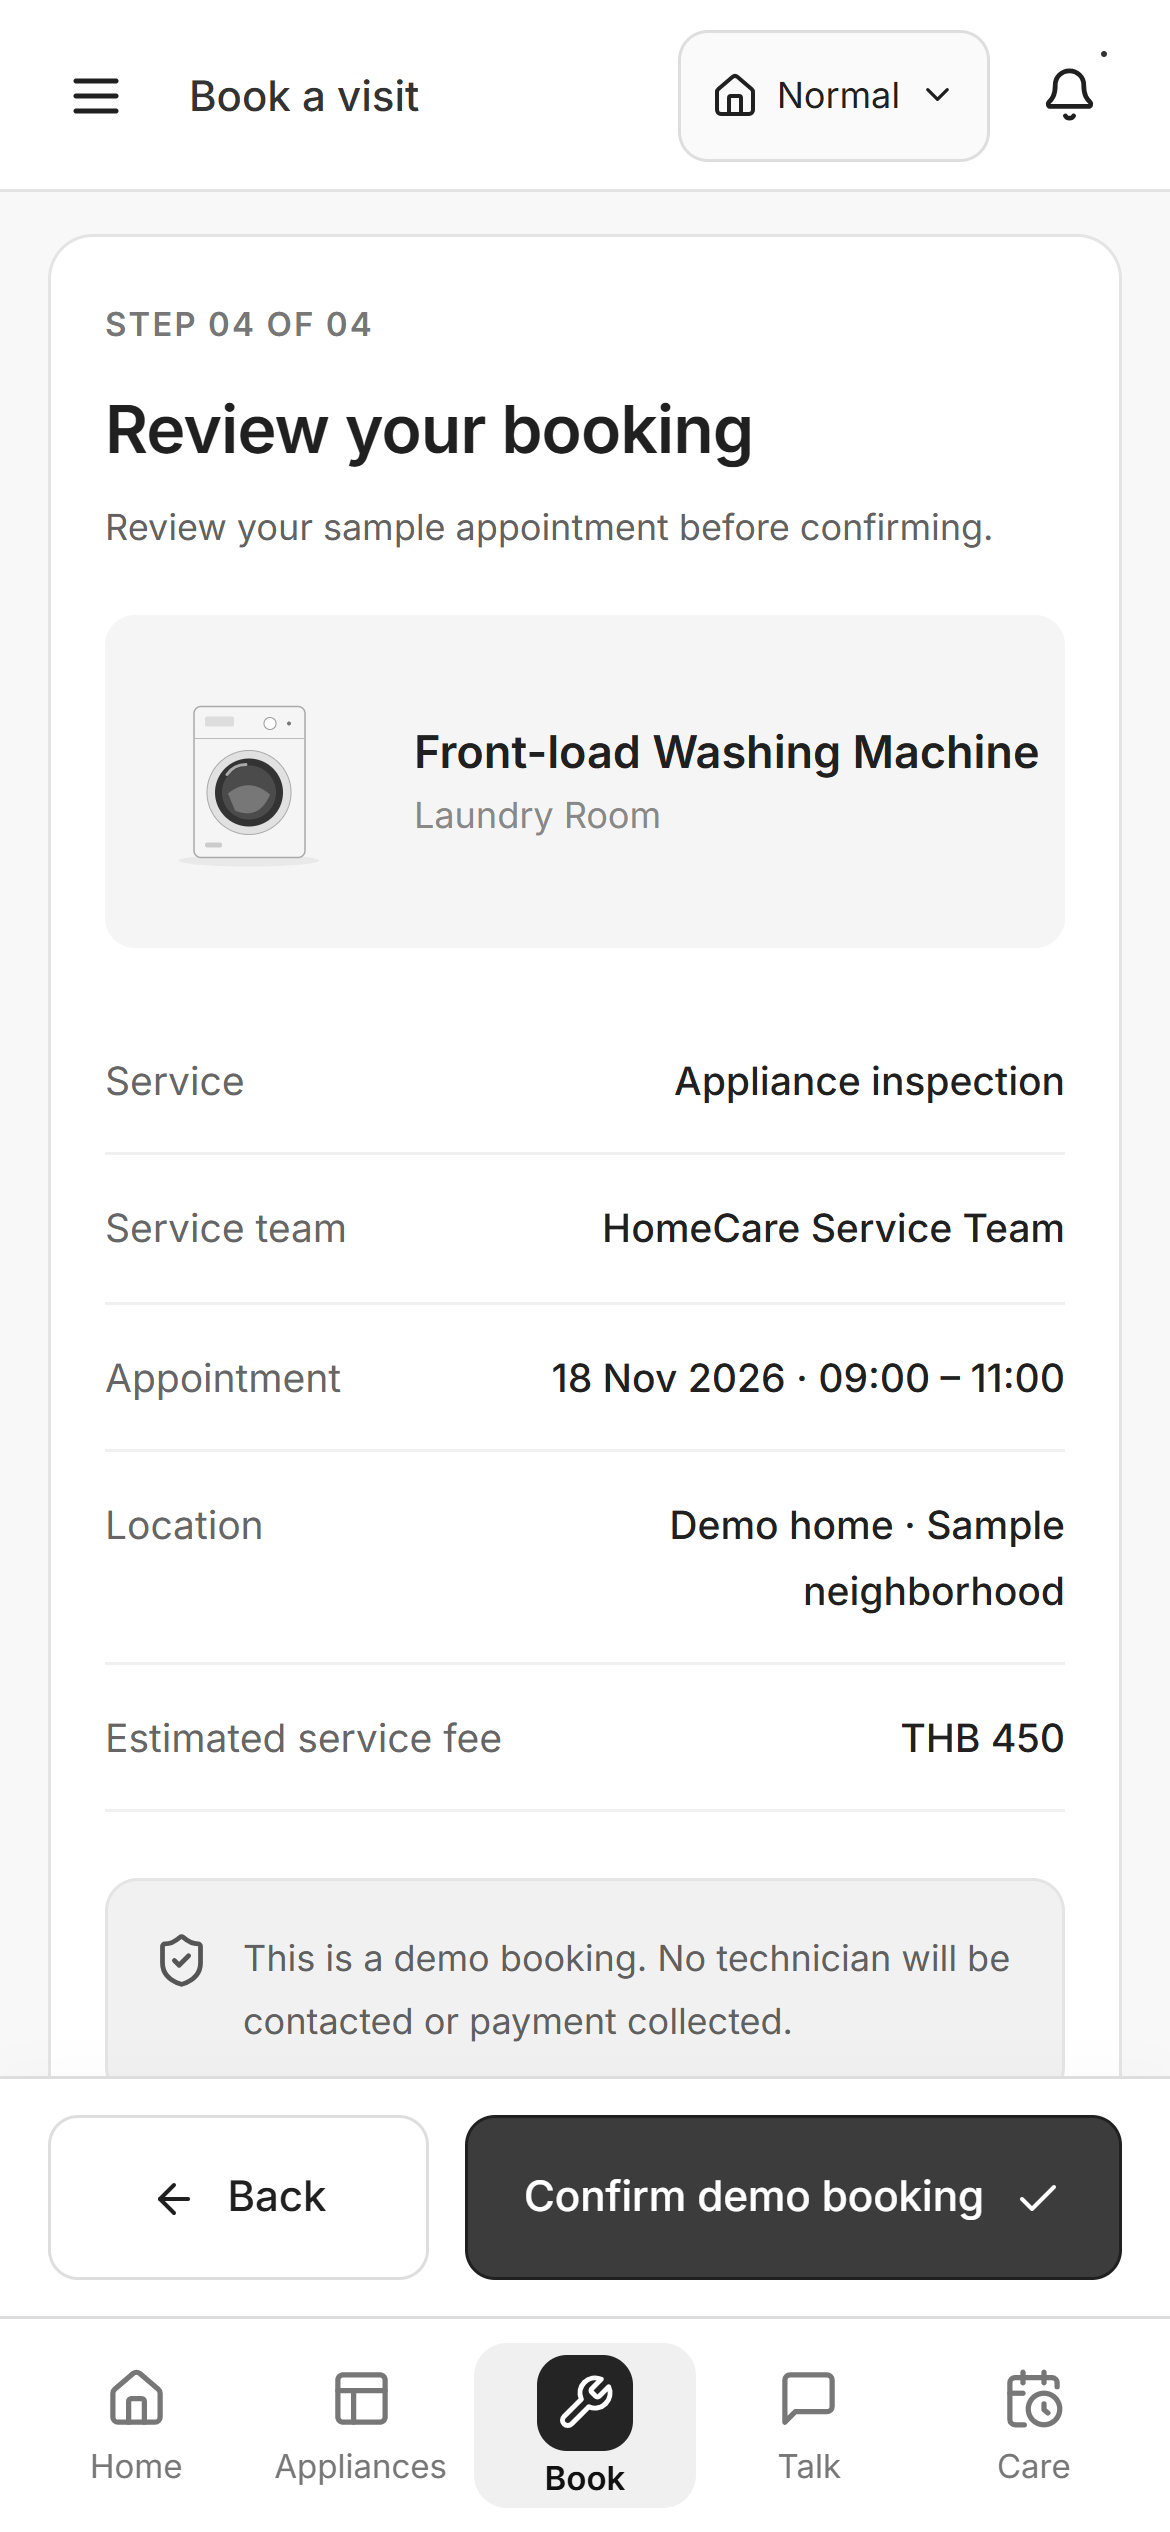 Book a visit
Normal
STEP 04 OF 04
Review your booking
Review your sample appointment before confirming.
Front-load Washing Machine
Laundry Room
Service
Appliance inspection
Service team
HomeCare Service Team
Appointment
18 Nov 2026 · 09:00 – 11:00
Location
Demo home · Sample
neighborhood
Estimated service fee
THB 450
This is a demo booking. No technician will be
contacted or payment collected.
Back
Confirm demo booking
Home
Appliances
Book
Talk
Care